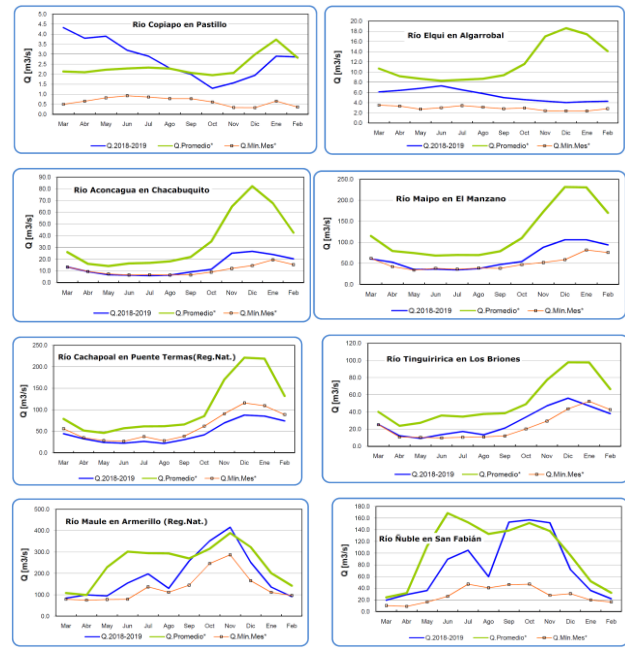 Río Copiapo en Pastillo
Q [m3/s]
5.0
4.5
4.0
3.5
3.0
2.5
2.0
1.5
1.0
0.5
0.0
Mar Abr May Jun Jul Ago Sep Oct Nov Dic Ene Feb
Q.2018-2019 Q.Promedio* Q.Min.Mes*
Río Elqui en Algarrobal
Q [m3/s]
20.0
18.0
16.0
14.0
12.0
10.0
8.0
6.0
4.0
2.0
0.0
Mar Abr May Jun Jul Ago Sep Oct Nov Dic Ene Feb
Q.2018-2019 Q.Promedio* Q.Min.Mes*
Río Aconcagua en Chacabuquito
Q [m3/s]
90.0
80.0
70.0
60.0
50.0
40.0
30.0
20.0
10.0
0.0
Mar Abr May Jun Jul Ago Sep Oct Nov Dic Ene Feb
Q.2018-2019 Q.Promedio* Q.Min.Mes*
Río Maipo en El Manzano
Q [m3/s]
250.0
200.0
150.0
100.0
50.0
0.0
Mar Abr May Jun Jul Ago Sep Oct Nov Dic Ene Feb
Q.2018-2019 Q.Promedio* Q.Min.Mes*
Río Cachapoal en Puente Termas(Reg.Nat.)
Q [m3/s]
250.0
200.0
150.0
100.0
50.0
0.0
Mar Abr May Jun Jul Ago Sep Oct Nov Dic Ene Feb
Q.2018-2019 Q.Promedio* Q.Min.Mes*
Río Tinguiririca en Los Briones
Q [m3/s]
120.0
100.0
80.0
60.0
40.0
20.0
0.0
Mar Abr May Jun Jul Ago Sep Oct Nov Dic Ene Feb
Q.2018-2019 Q.Promedio* Q.Min.Mes*
Río Maule en Armerillo (Reg.Nat.)
Q [m3/s]
500.0
400.0
300.0
200.0
100.0
0.0
Mar Abr May Jun Jul Ago Sep Oct Nov Dic Ene Feb
Q.2018-2019 Q.Promedio* Q.Min.Mes*
Río Ñuble en San Fabián
Q [m3/s]
180.0
160.0
140.0
120.0
100.0
80.0
60.0
40.0
20.0
0.0
Mar Abr May Jun Jul Ago Sep Oct Nov Dic Ene Feb
Q.2018-2019 Q.Promedio* Q.Min.Mes*